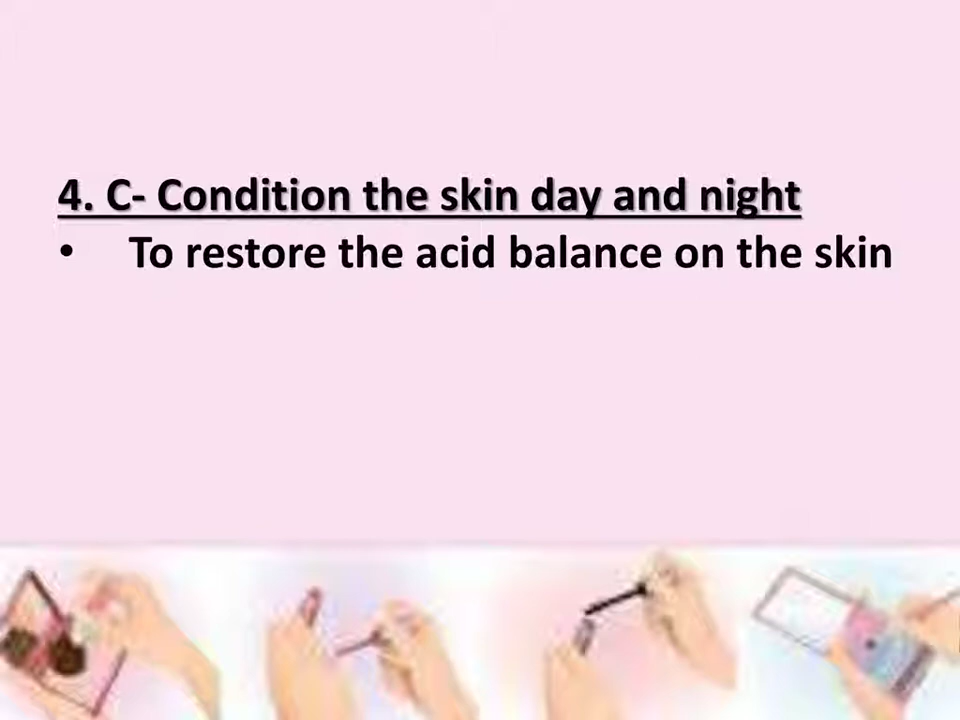 4. C- Condition the skin day and night
• To restore the acid balance on the skin